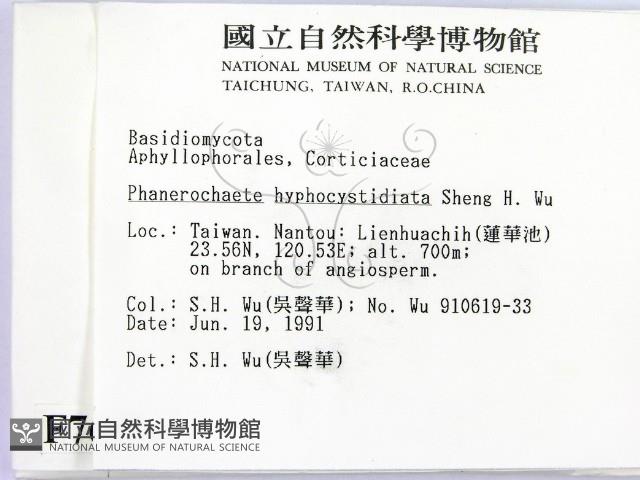 國立自然科學博物館
NATIONAL MUSEUM OF NATURAL SCIENCE
TAICHUNG, TAIWAN, R.O.CHINA
Basidiomycota
Aphyllophorales, Corticiaceae
Phanerochaete hyphocystidiata Sheng H. Wu
Loc.: Taiwan. Nantou: Lienhuachih(蓮華池)
23.56N, 120.53E; alt. 700m;
on branch of angiosperm.
Col.: S.H. Wu(吳聲華); No. Wu 910619-33
Date: Jun. 19, 1991
Det.: S.H. Wu(吳聲華)
國立自然科學博物館
NATIONAL MUSEUM OF NATURAL SCIENCE